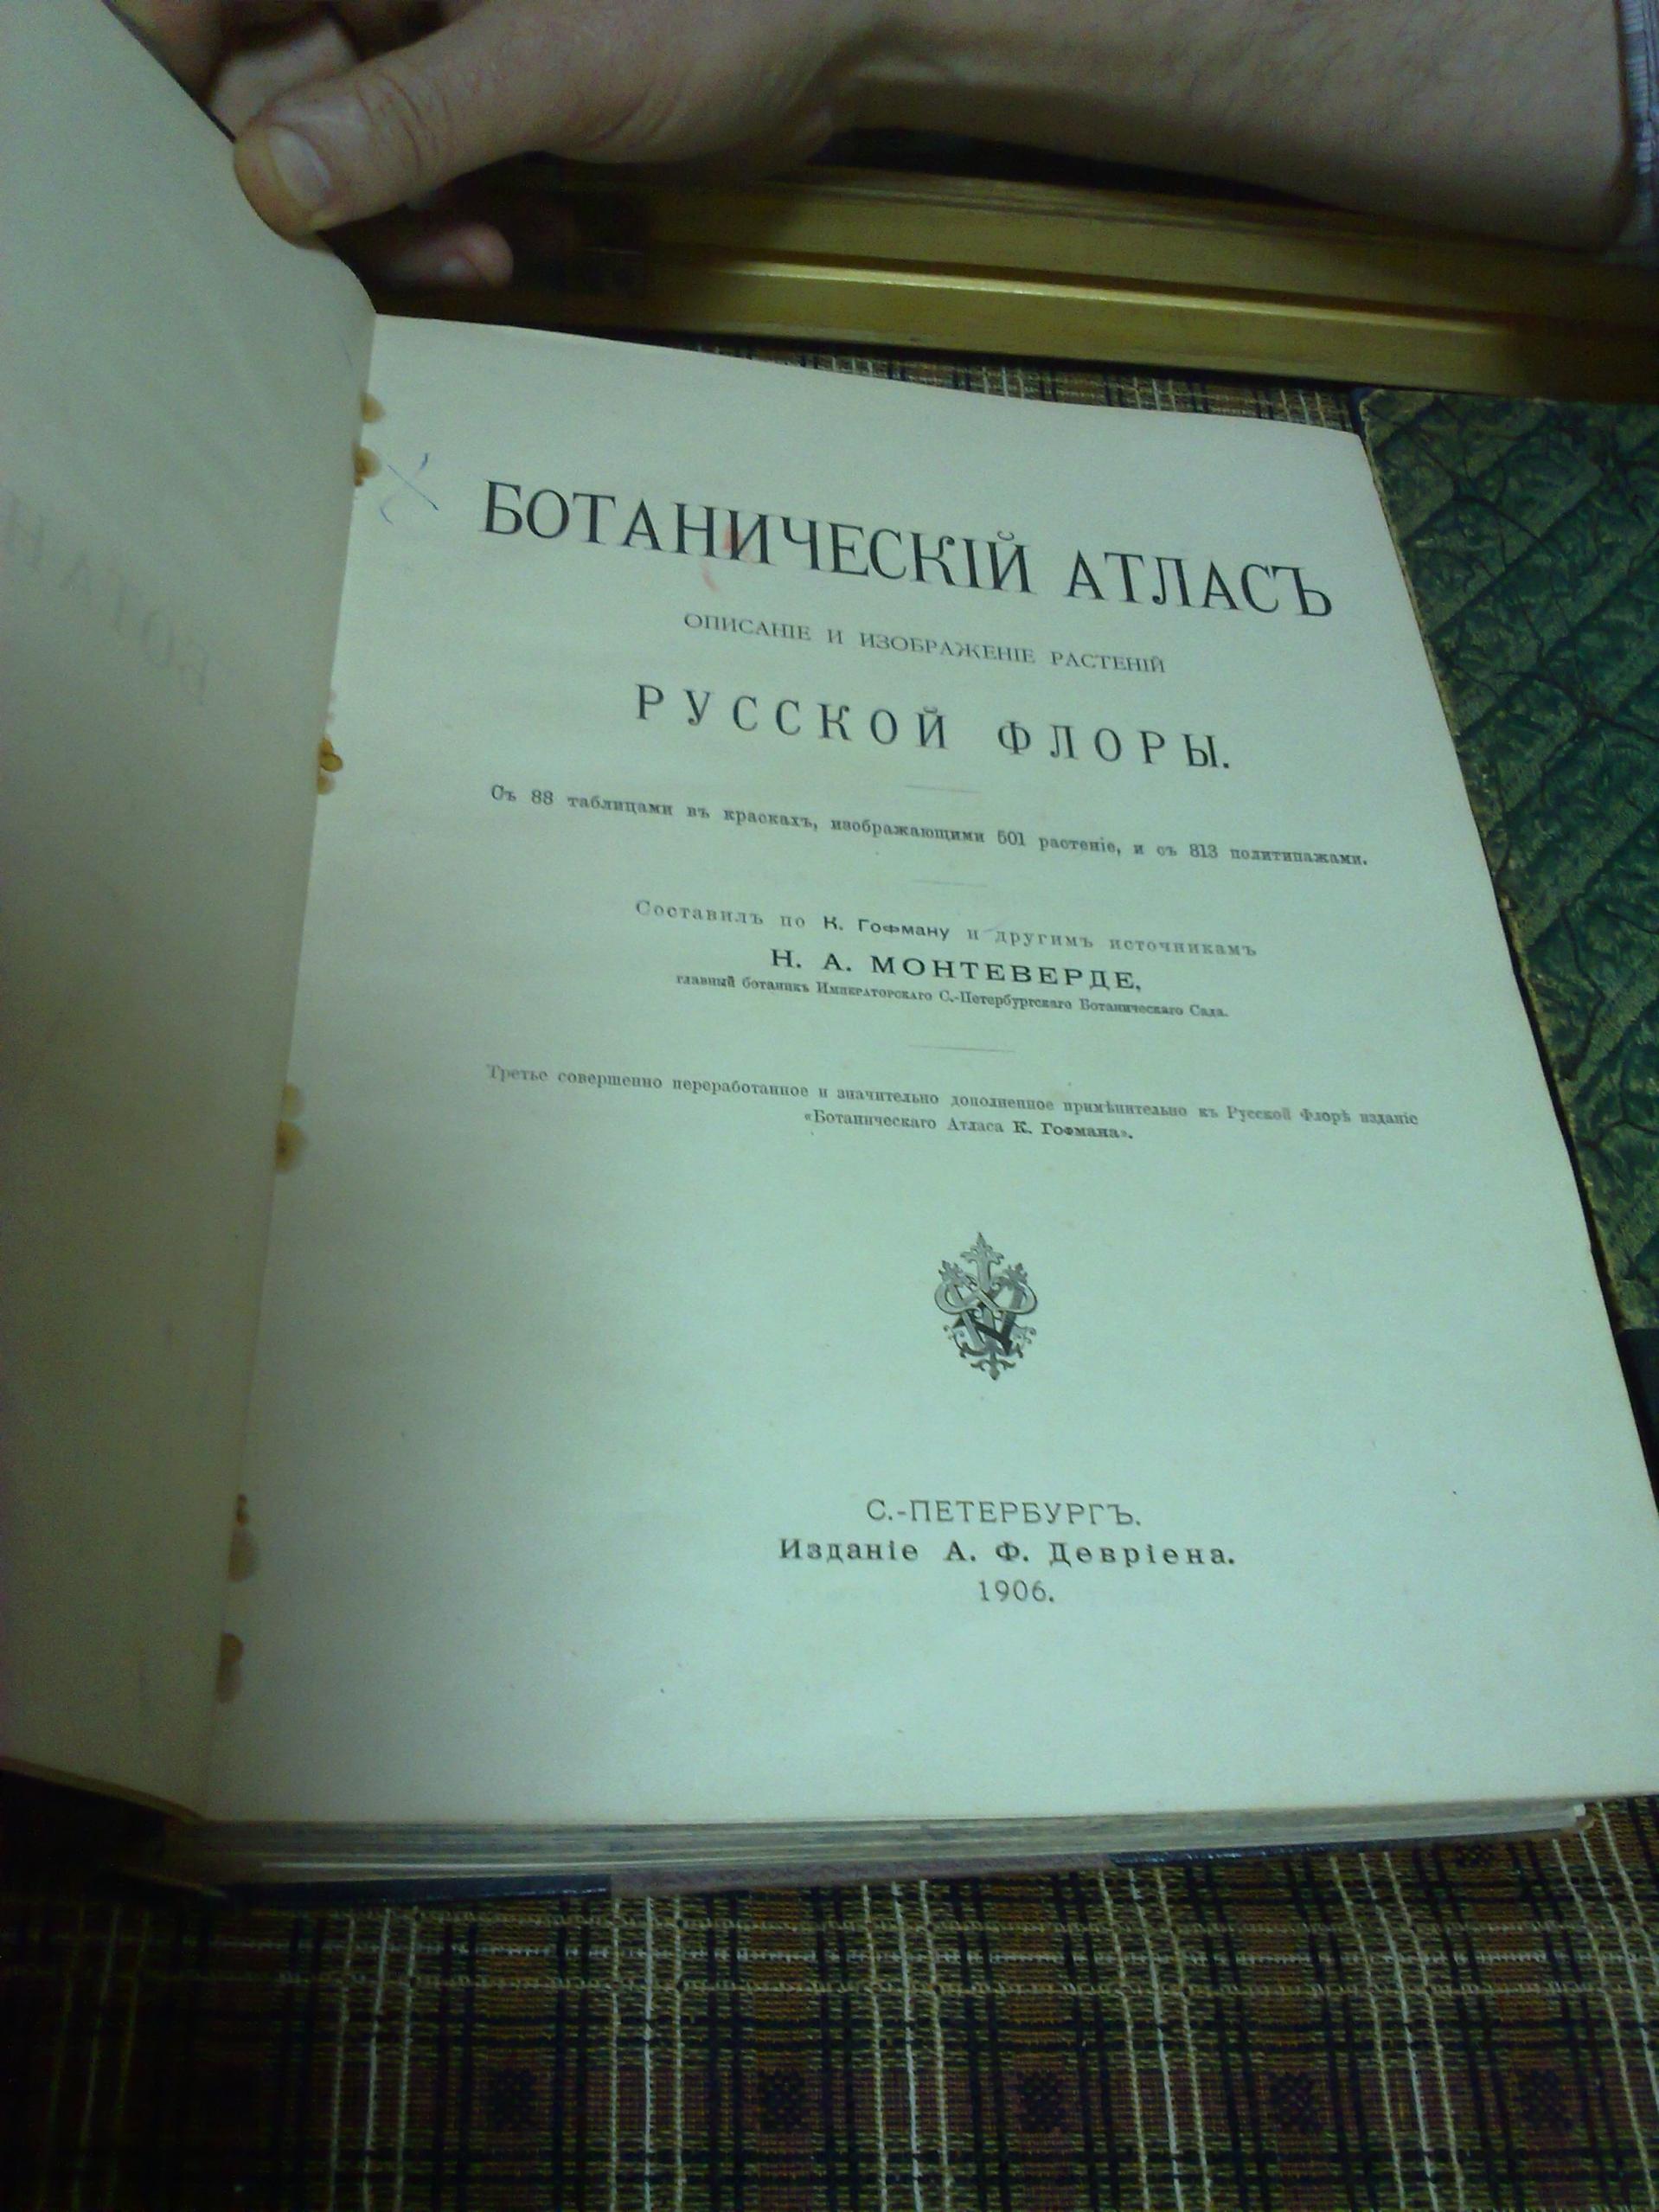 БОТАНИЧЕСКІЙ АТЛАСЪ
ОПИСАНІЕ И ИЗОБРАЖЕНІЕ РАСТЕНІЙ
РУССКОЙ ФЛОРЫ.
Съ 88 таблицами въ краскахъ, изображающими 501 растеніе, и съ 813 политипажами.
Составилъ по К. Гофману и другимъ источникамъ
Н. А. МОНТЕВЕРДЕ,
главный ботаникъ Императорскаго С.-Петербургскаго Ботаническаго Сада.
Третье совершенно переработанное и значительно дополненное примѣнительно къ Русской Флорѣ изданіе
«Ботаническаго Атласа К. Гофмана».
С.-ПЕТЕРБУРГЪ.
Изданіе А. Ф. Девріена.
1906.